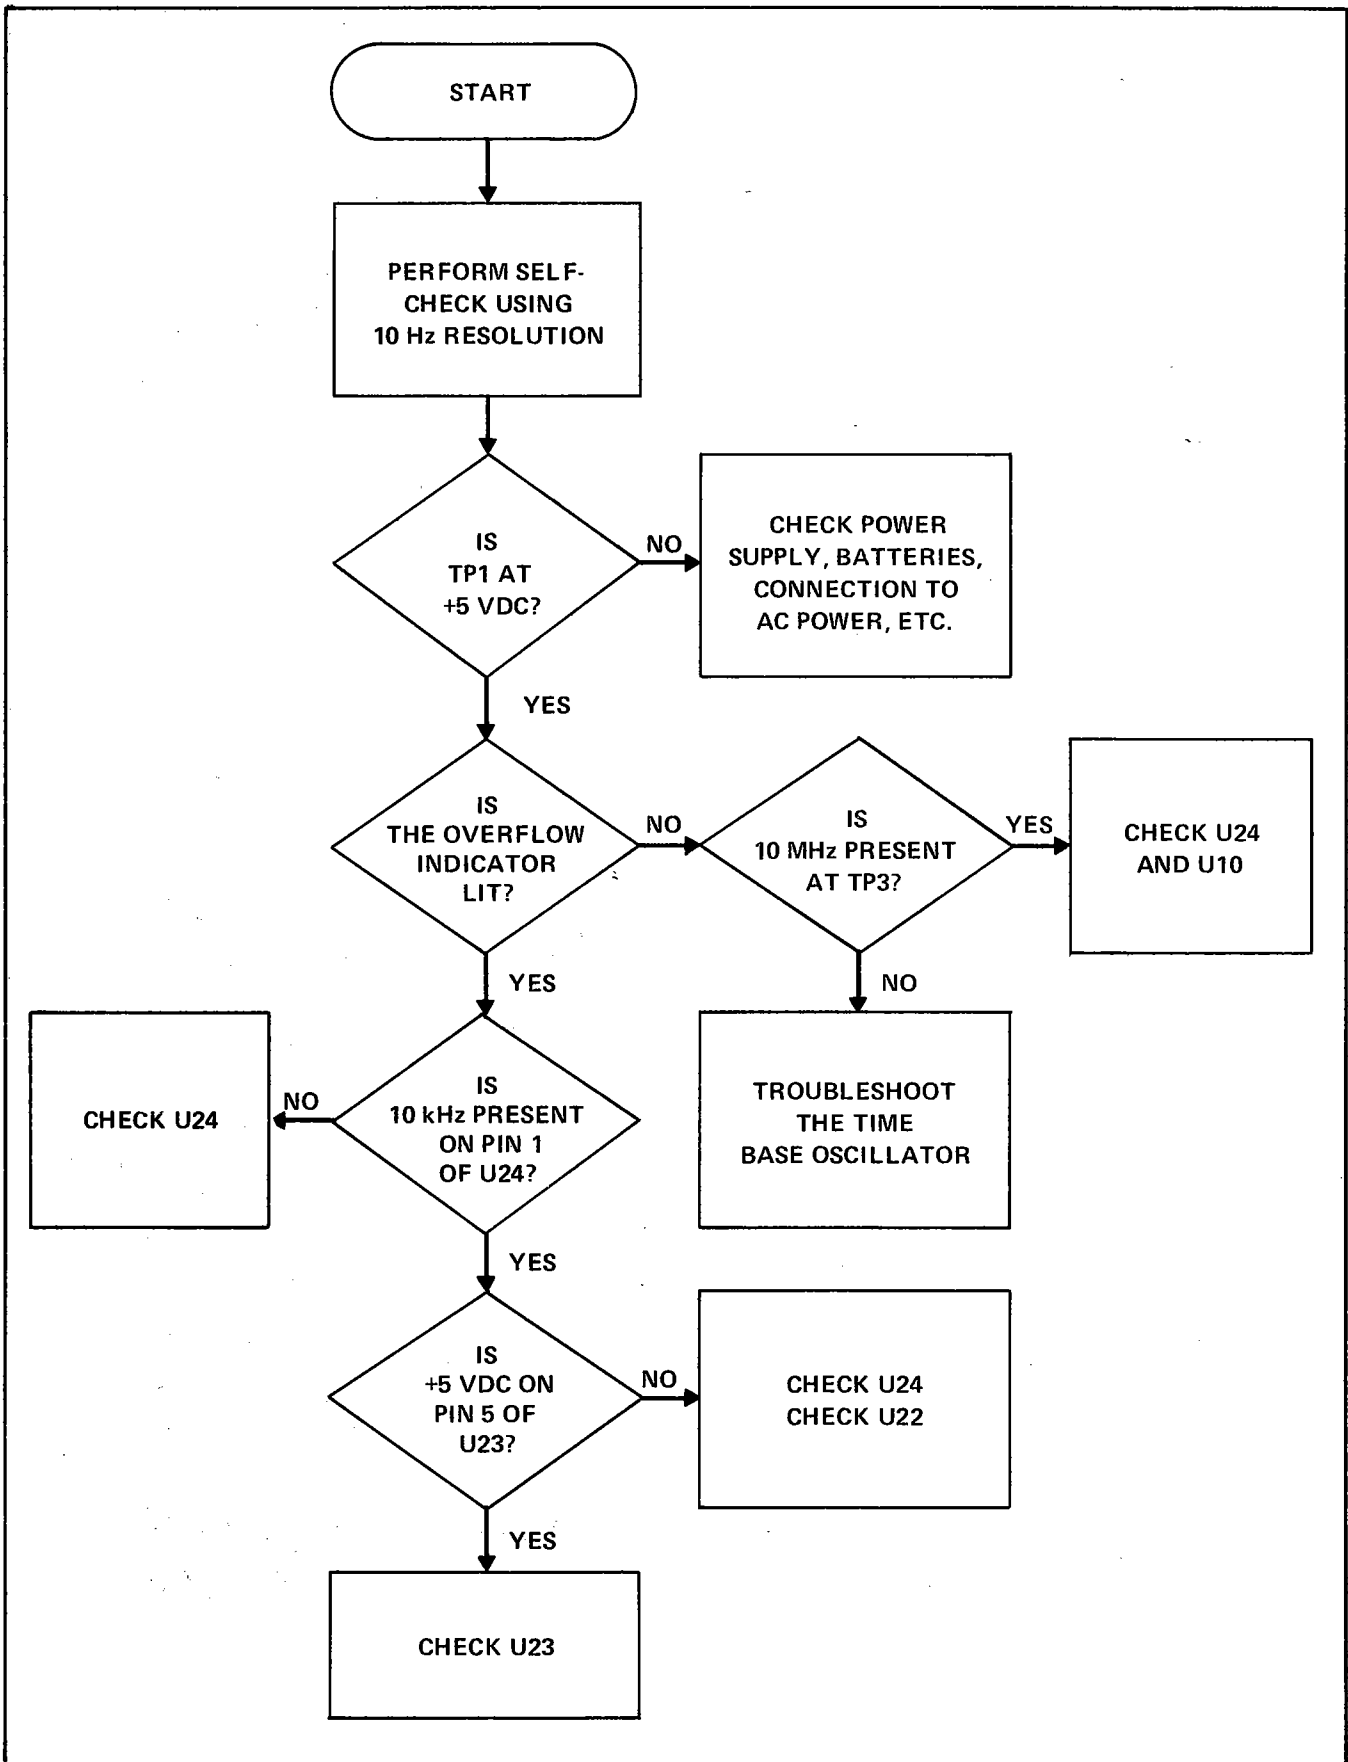 START
PERFORM SELF-
CHECK USING
10 Hz RESOLUTION
IS
TP1 AT
+5 VDC?
NO
CHECK POWER
SUPPLY, BATTERIES,
CONNECTION TO
AC POWER, ETC.
YES
IS
THE OVERFLOW
INDICATOR
LIT?
NO
IS
10 MHz PRESENT
AT TP3?
YES
CHECK U24
AND U10
YES
NO
CHECK U24
NO
IS
10 kHz PRESENT
ON PIN 1
OF U24?
TROUBLESHOOT
THE TIME
BASE OSCILLATOR
YES
IS
+5 VDC ON
PIN 5 OF
U23?
NO
CHECK U24
CHECK U22
YES
CHECK U23